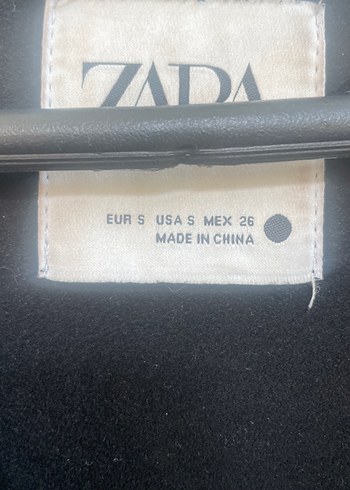 ZARA
EUR S USA S MEX 26
MADE IN CHINA